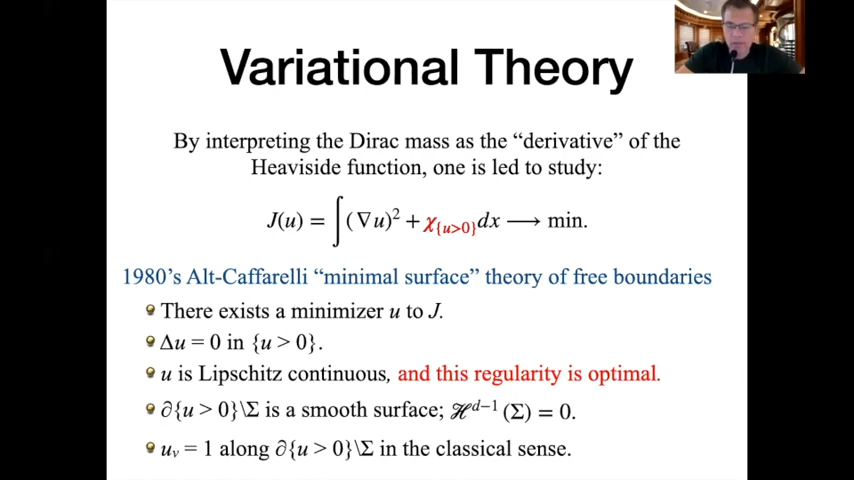 Variational Theory
By interpreting the Dirac mass as the “derivative” of the
Heaviside function, one is led to study:
J(u) = ∫(∇u)² + χ_{u>0}dx ⟶ min.
1980's Alt-Caffarelli “minimal surface” theory of free boundaries
There exists a minimizer u to J.
Δu = 0 in {u > 0}.
u is Lipschitz continuous, and this regularity is optimal.
∂{u > 0}\Σ is a smooth surface; ℋ^{d−1}(Σ) = 0.
u_ν = 1 along ∂{u > 0}\Σ in the classical sense.